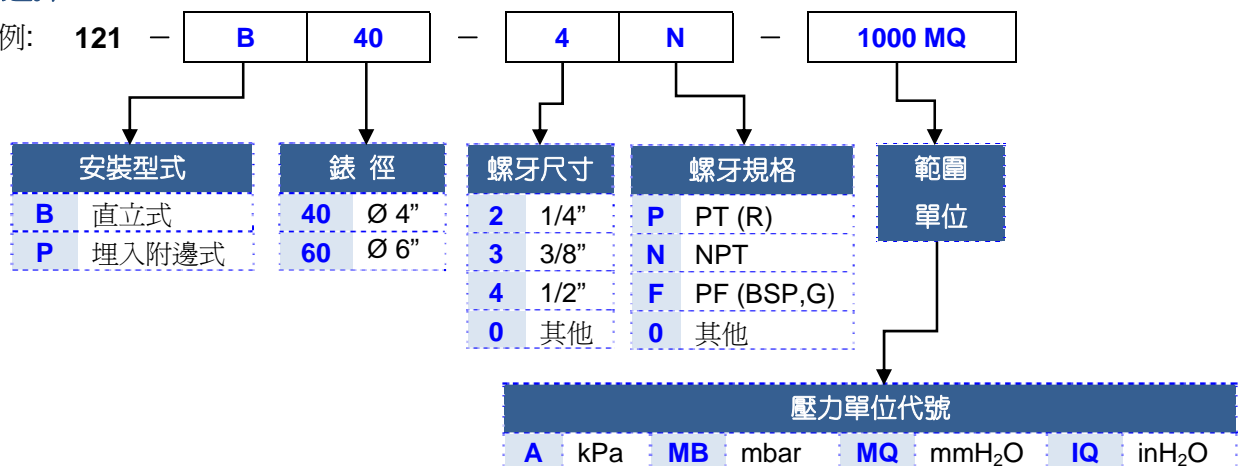 例: 121 － B 40 － 4 N － 1000 MQ
安裝型式
B 直立式
P 埋入附邊式
錶 徑
40 Ø 4”
60 Ø 6”
螺牙尺寸
2 1/4”
3 3/8”
4 1/2”
0 其他
螺牙規格
P PT (R)
N NPT
F PF (BSP,G)
0 其他
範圍
單位
壓力單位代號
A kPa MB mbar MQ mmH₂O IQ inH₂O